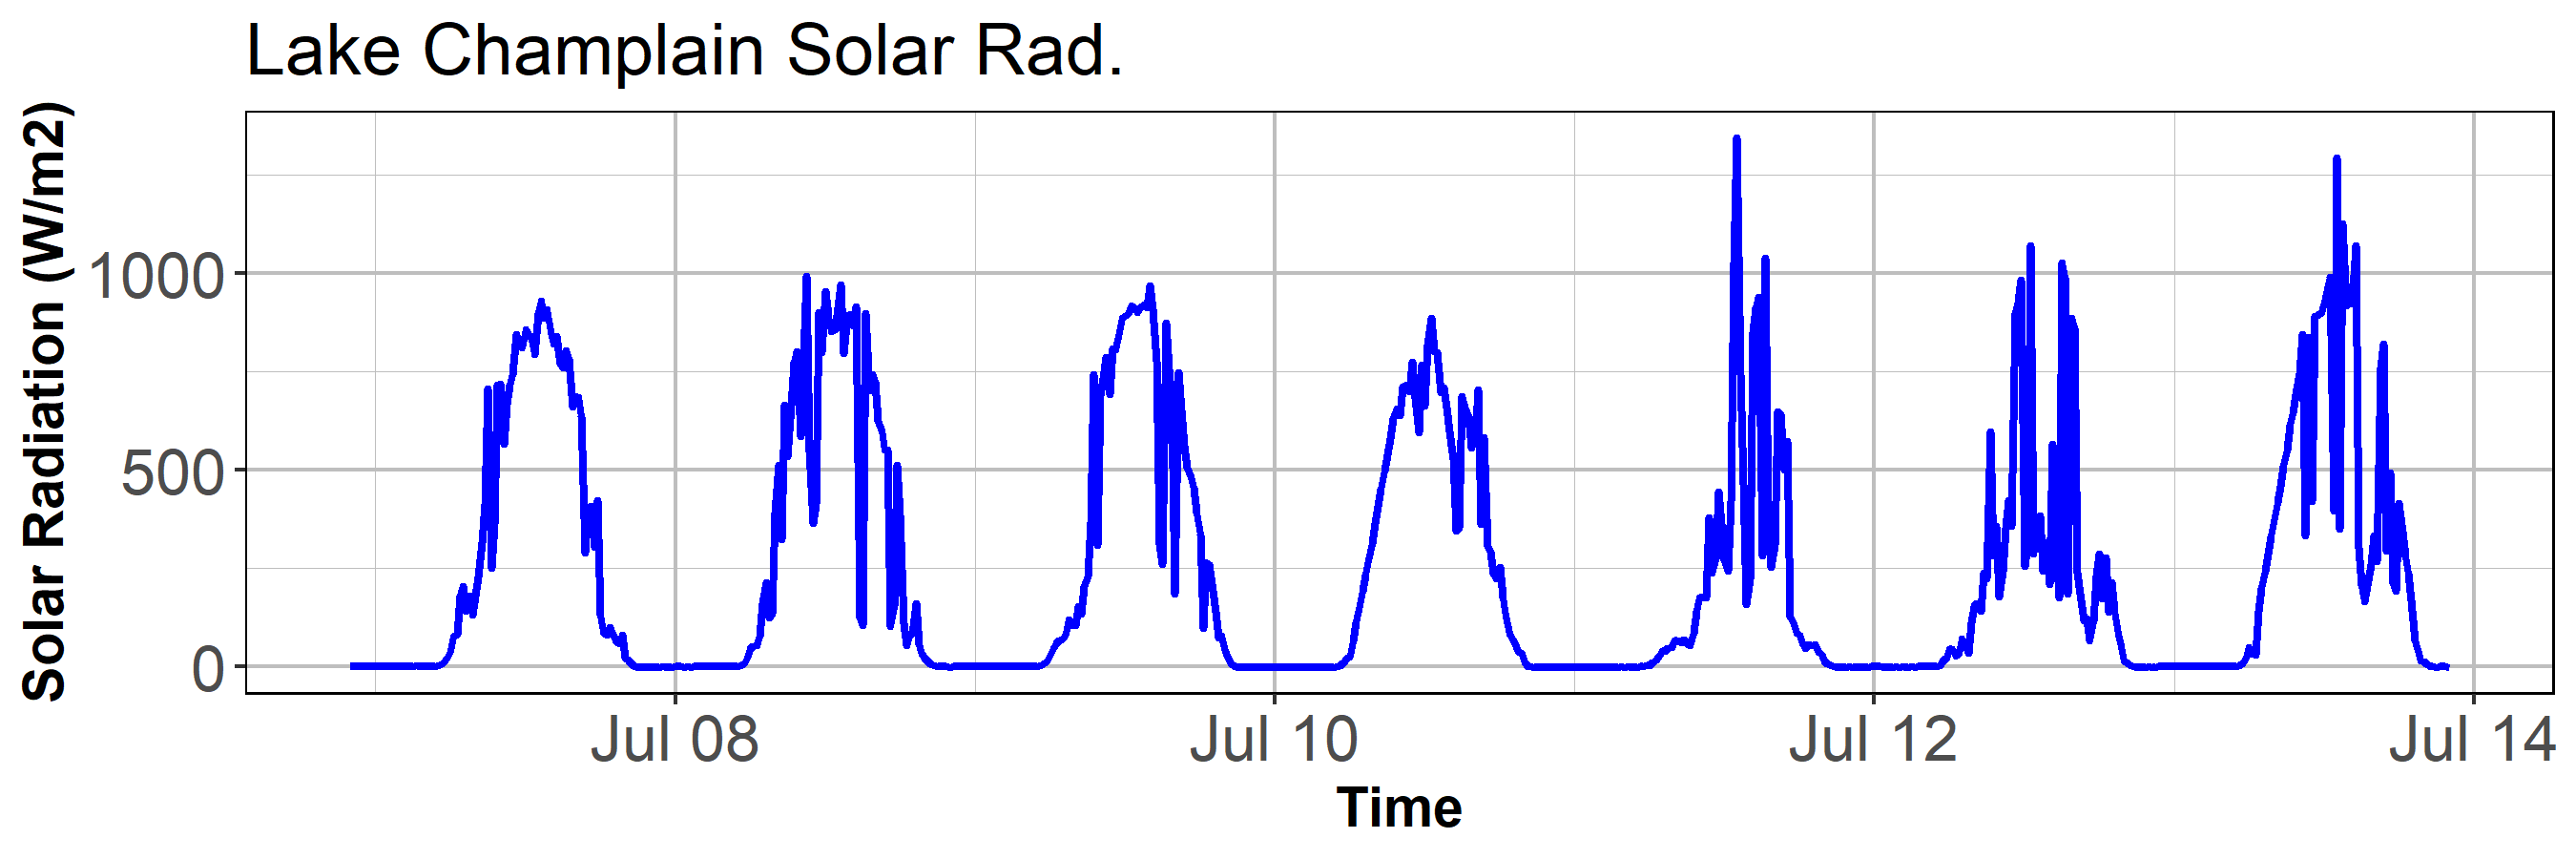 Lake Champlain Solar Rad.
Solar Radiation (W/m2)
1000
500
0
Jul 08
Jul 10
Jul 12
Jul 14
Time